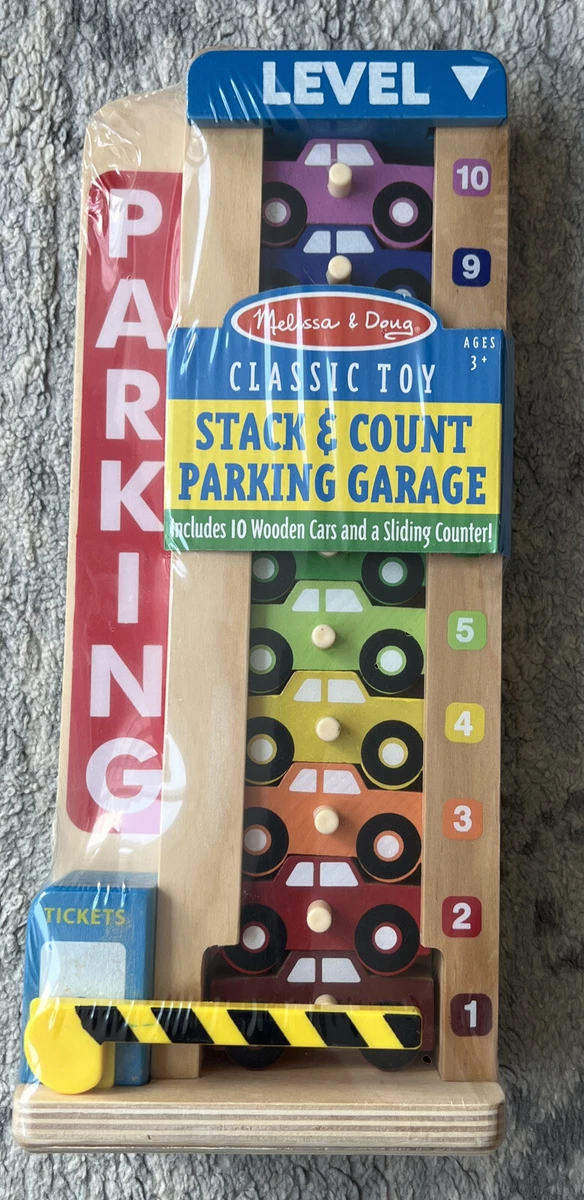 LEVEL
10
9
PARKING
Melissa & Doug®
AGES
3+
CLASSIC TOY
STACK & COUNT
PARKING GARAGE
Includes 10 Wooden Cars and a Sliding Counter!
5
4
3
2
TICKETS
1